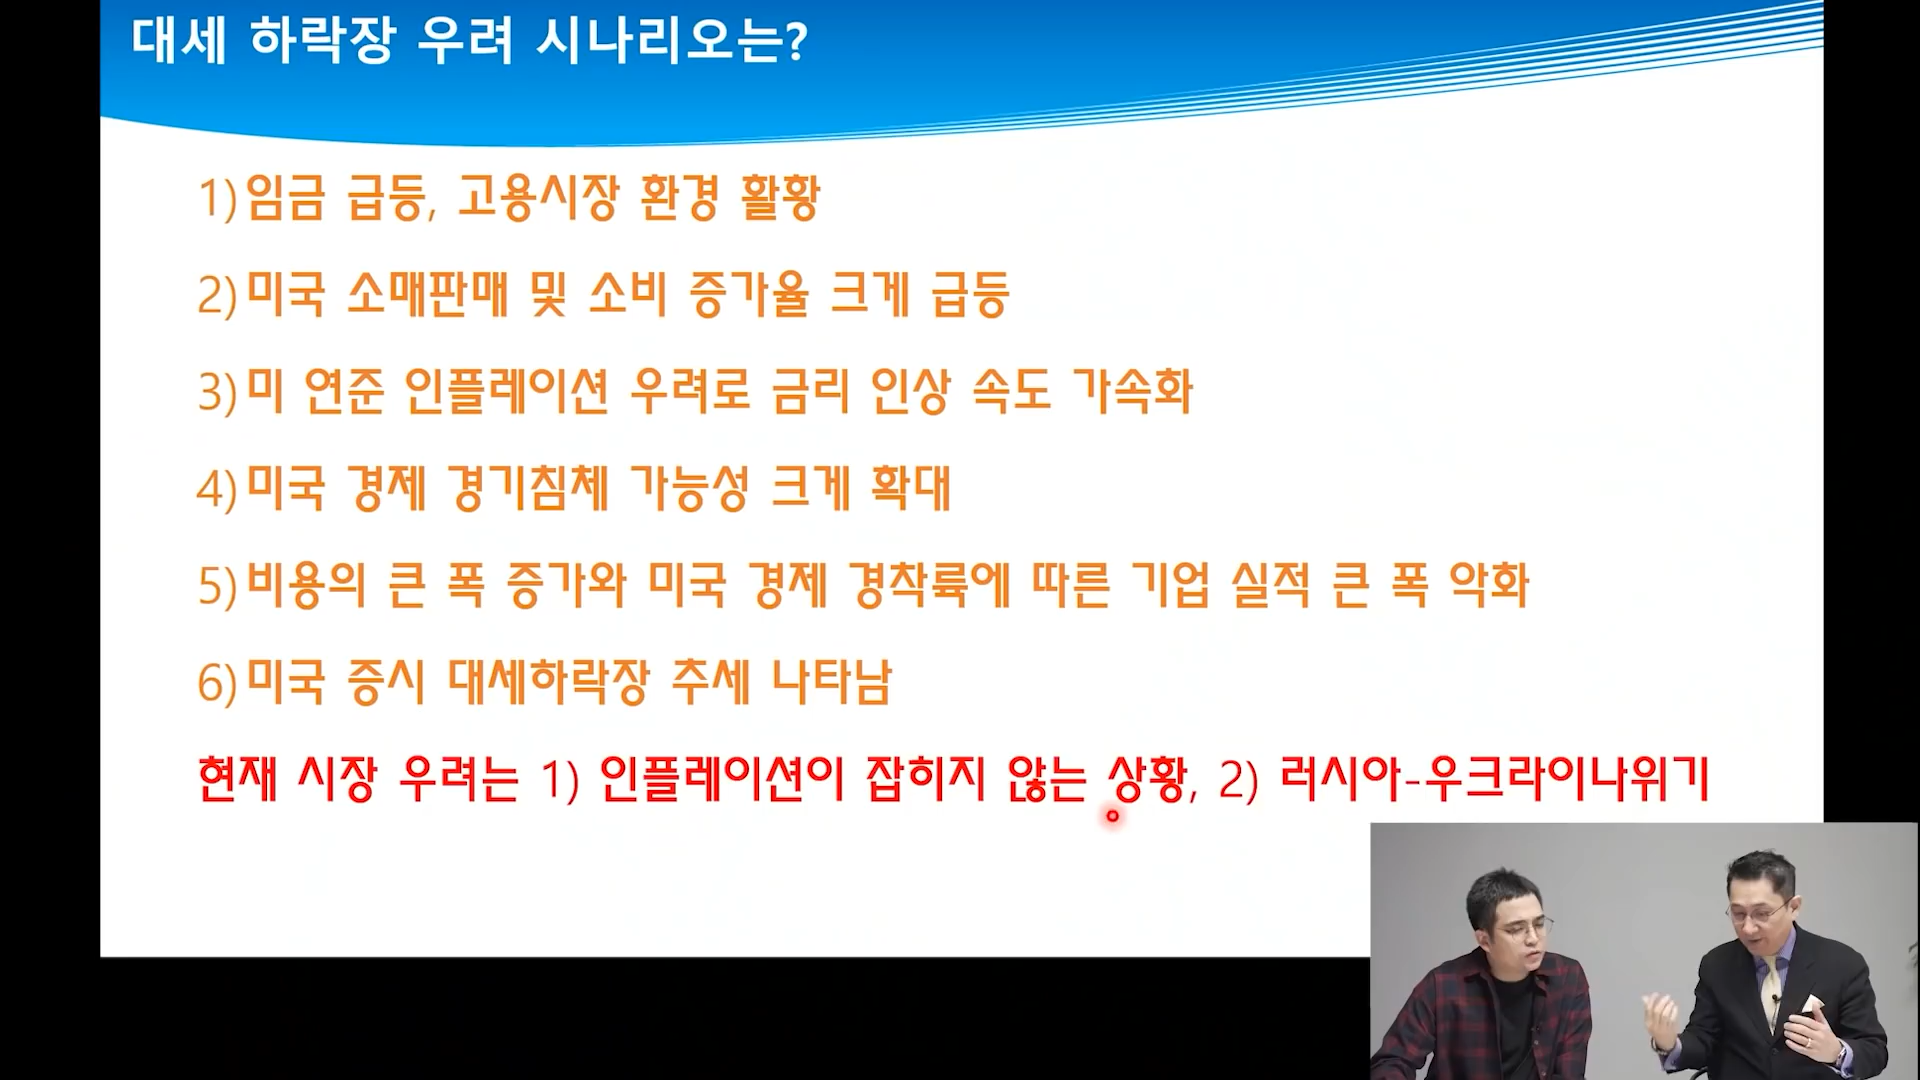 대세 하락장 우려 시나리오는?
1) 임금 급등, 고용시장 환경 활황
2) 미국 소매판매 및 소비 증가율 크게 급등
3) 미 연준 인플레이션 우려로 금리 인상 속도 가속화
4) 미국 경제 경기침체 가능성 크게 확대
5) 비용의 큰 폭 증가와 미국 경제 경착륙에 따른 기업 실적 큰 폭 악화
6) 미국 증시 대세하락장 추세 나타남
현재 시장 우려는 1) 인플레이션이 잡히지 않는 상황, 2) 러시아-우크라이나위기